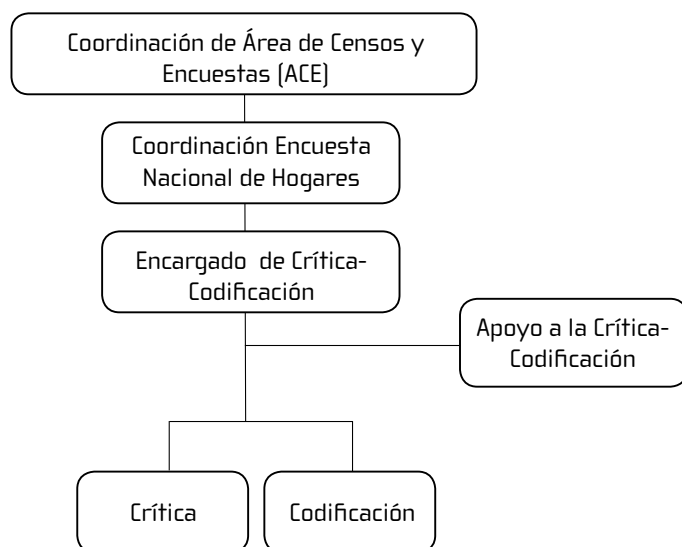 Coordinación de Área de Censos y
Encuestas (ACE)
Coordinación Encuesta
Nacional de Hogares
Encargado de Crítica-
Codificación
Apoyo a la Crítica-
Codificación
Crítica
Codificación